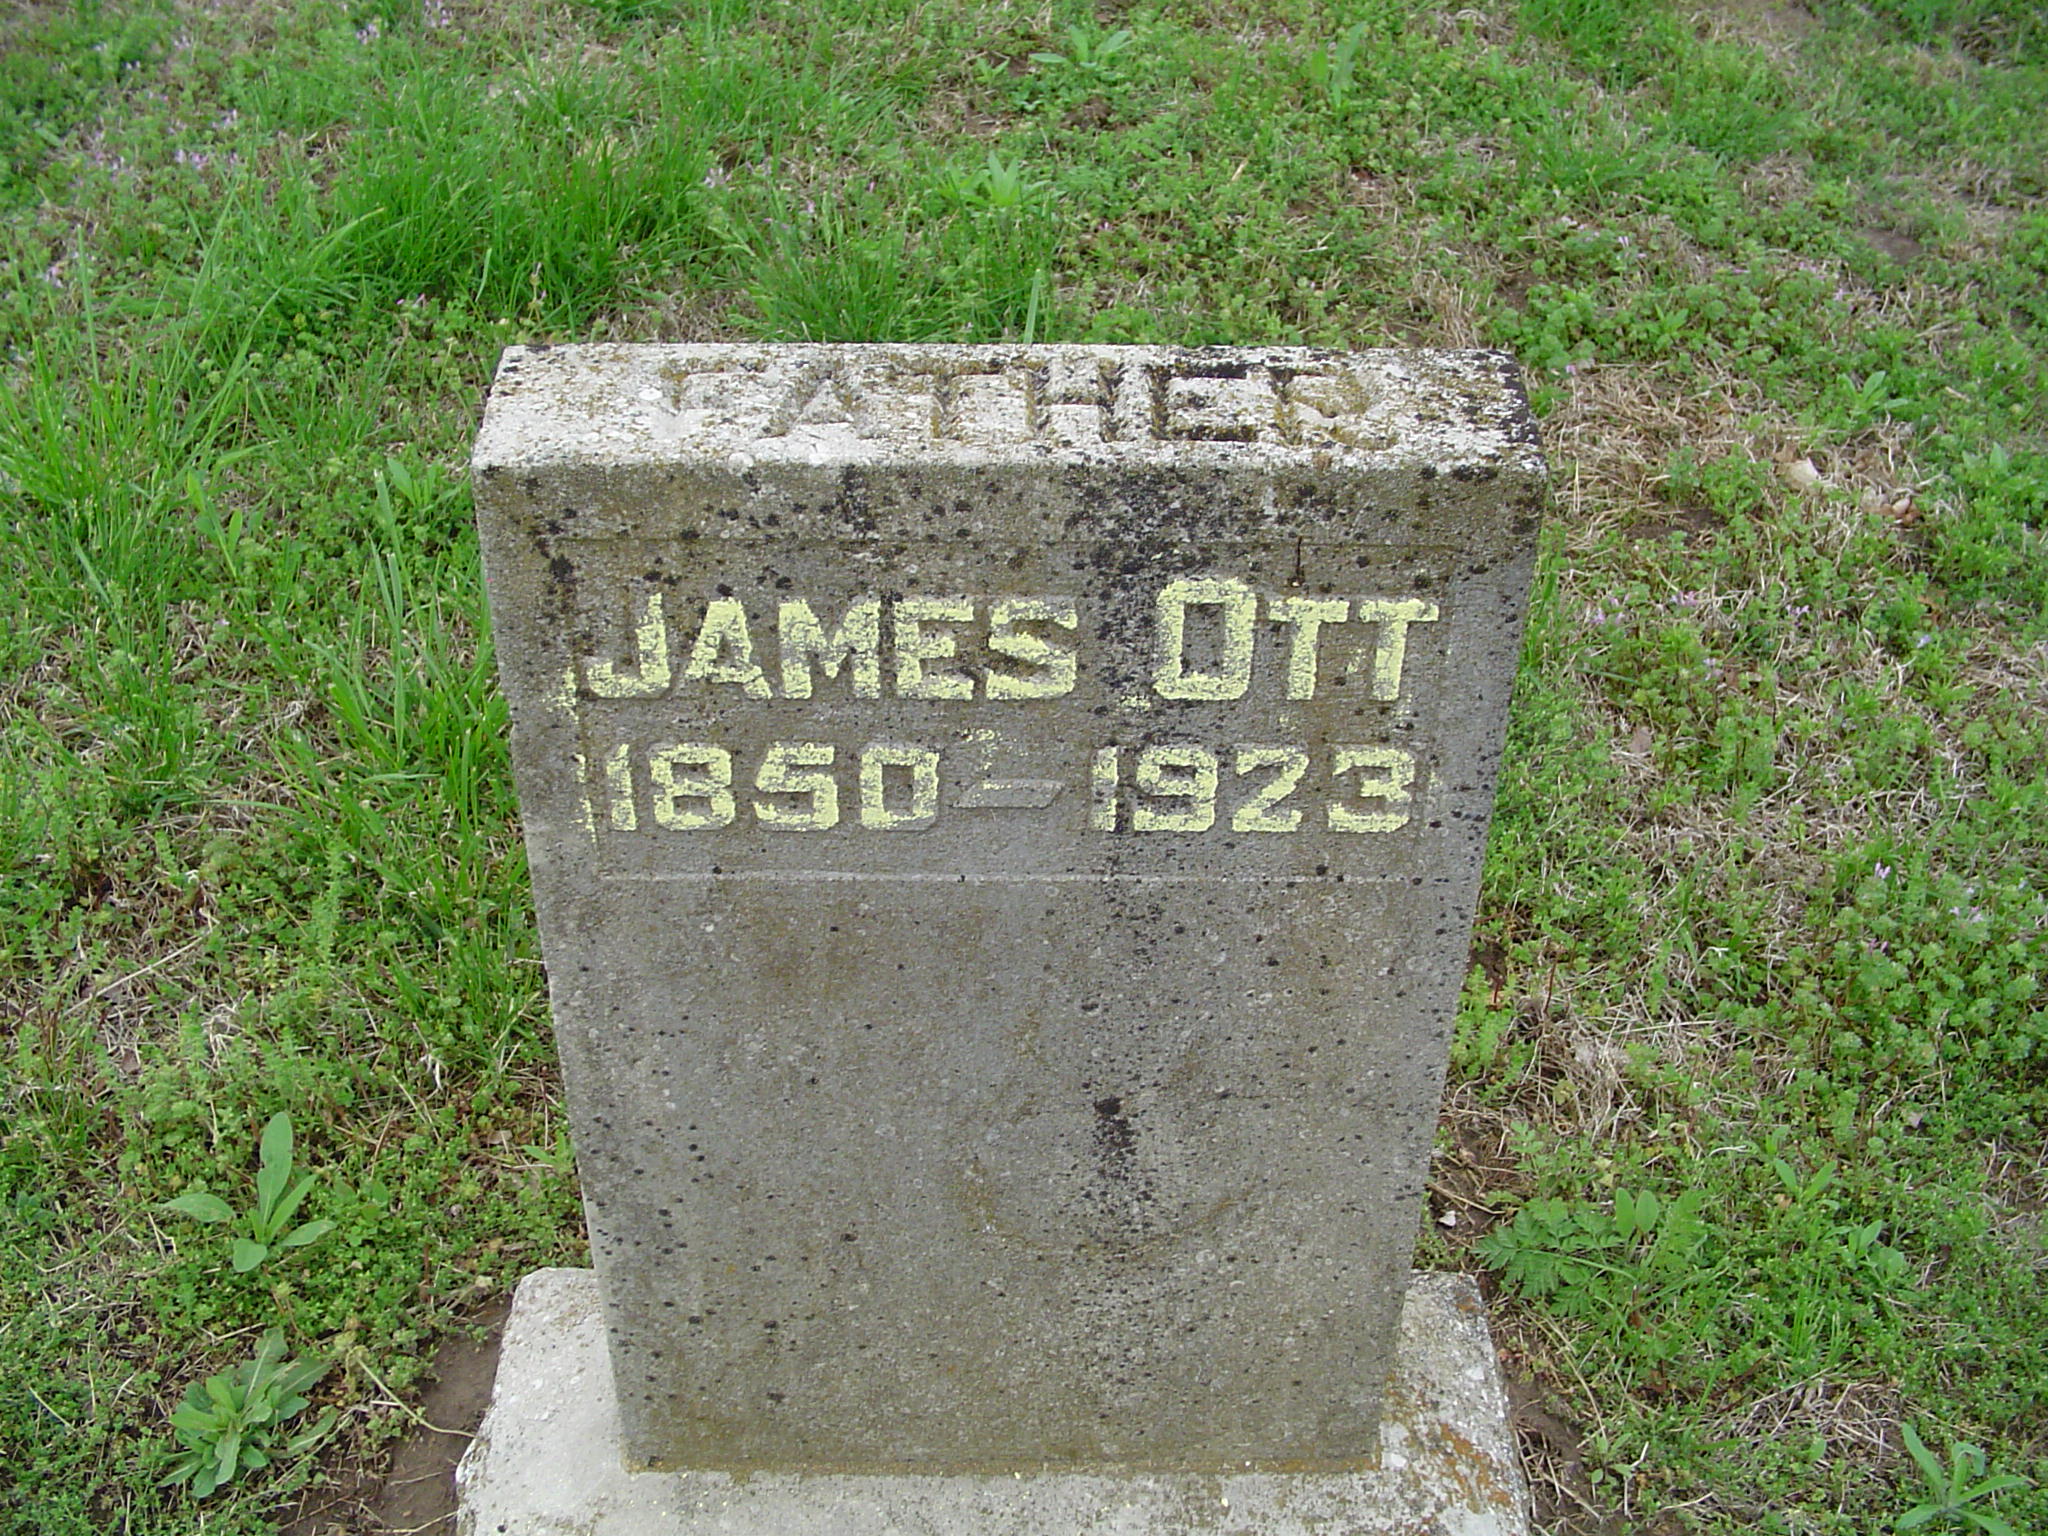 FATHER
JAMES OTT
1850 – 1923